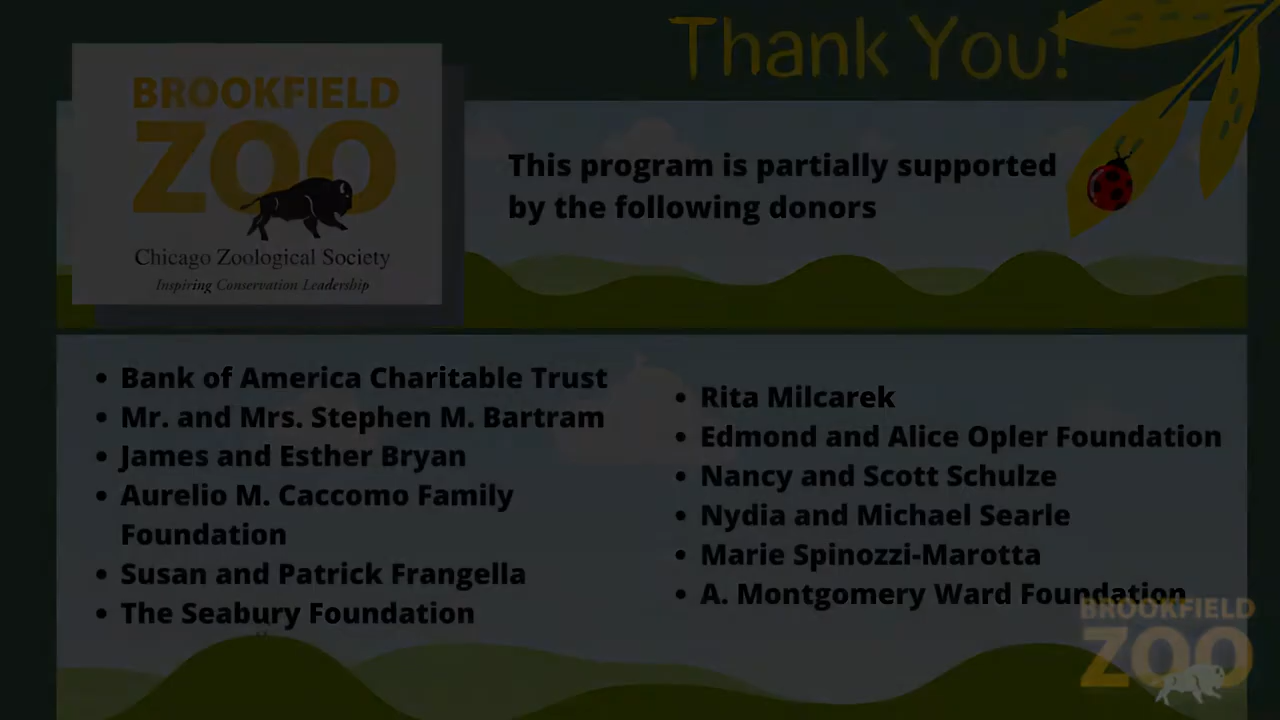 Thank You!
BROOKFIELD
ZOO
Chicago Zoological Society
Inspiring Conservation Leadership
This program is partially supported
by the following donors
• Bank of America Charitable Trust
• Mr. and Mrs. Stephen M. Bartram
• James and Esther Bryan
• Aurelio M. Caccomo Family
Foundation
• Susan and Patrick Frangella
• The Seabury Foundation
• Rita Milcarek
• Edmond and Alice Opler Foundation
• Nancy and Scott Schulze
• Nydia and Michael Searle
• Marie Spinozzi-Marotta
• A. Montgomery Ward Foundation
BROOKFIELD
ZOO